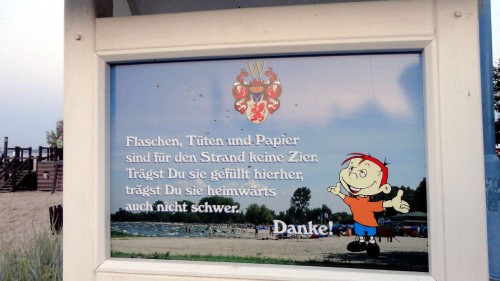 W
Flaschen, Tüten und Papier
sind für den Strand keine Zier.
Trägst Du sie gefüllt hierher,
trägst Du sie heimwärts
auch nicht schwer.
Danke!